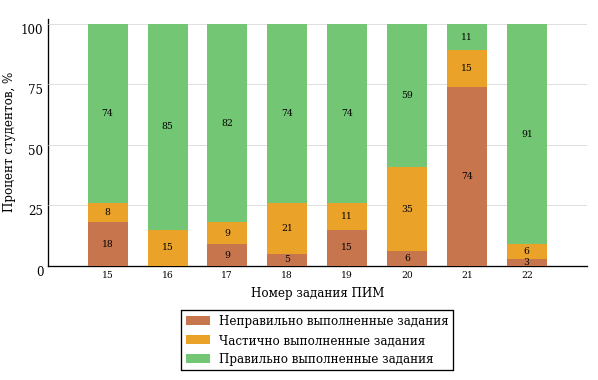 Процент студентов, %
100
75
50
25
0
74 85 82 74 74 59 11 91
8 15 9 21 11 35 15 6
18 9 5 15 6 74 3
15 16 17 18 19 20 21 22
Номер задания ПИМ
Неправильно выполненные задания
Частично выполненные задания
Правильно выполненные задания